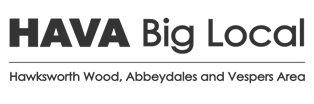 HAVA Big Local
Hawksworth Wood, Abbeydales and Vespers Area